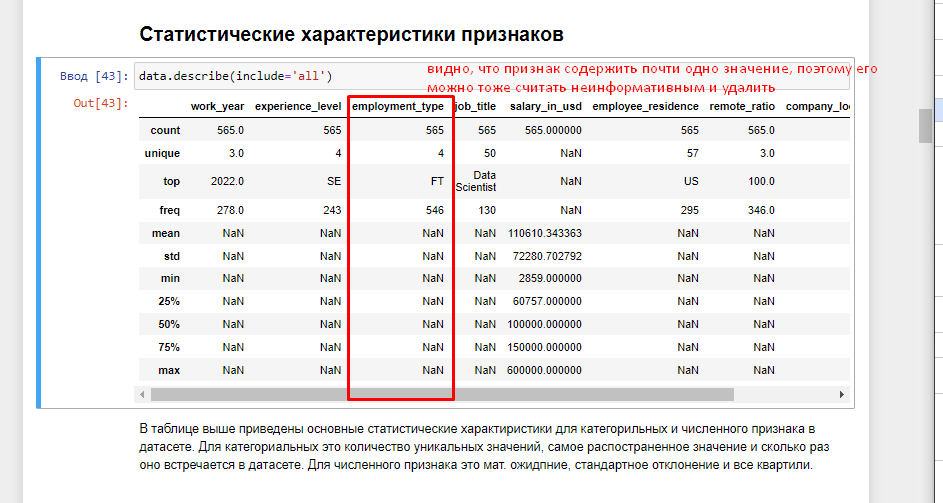 Статистические характеристики признаков
Ввод [43]: data.describe(include='all')
видно, что признак содержить почти одно значение, поэтому его
можно тоже считать неинформативным и удалить
Out[43]:
work_year experience_level employment_type job_title salary_in_usd employee_residence remote_ratio company_loc
count 565.0 565 565 565 565.000000 565 565.0
unique 3.0 4 4 50 NaN 57 3.0
top 2022.0 SE FT Data Scientist NaN US 100.0
freq 278.0 243 546 130 NaN 295 346.0
mean NaN NaN NaN NaN 110610.343363 NaN NaN
std NaN NaN NaN NaN 72280.702792 NaN NaN
min NaN NaN NaN NaN 2859.000000 NaN NaN
25% NaN NaN NaN NaN 60757.000000 NaN NaN
50% NaN NaN NaN NaN 100000.000000 NaN NaN
75% NaN NaN NaN NaN 150000.000000 NaN NaN
max NaN NaN NaN NaN 600000.000000 NaN NaN
В таблице выше приведены основные статистические характиристики для категорильных и численного признака в
датасете. Для категориальных это количество уникальных значений, самое распостраненное значение и сколько раз
оно встречается в датасете. Для численного признака это мат. ожидпние, стандартное отклонение и все квартили.